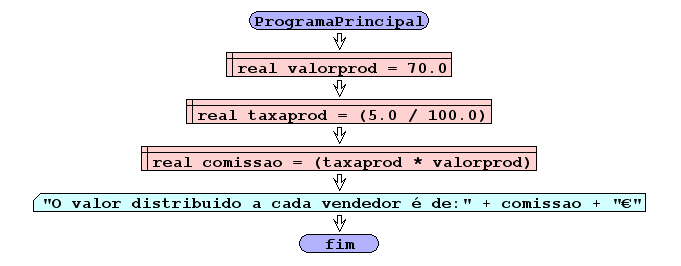 ProgramaPrincipal
real valorprod = 70.0
real taxaprod = (5.0 / 100.0)
real comissao = (taxaprod * valorprod)
"O valor distribuido a cada vendedor é de:" + comissao + "€"
fim